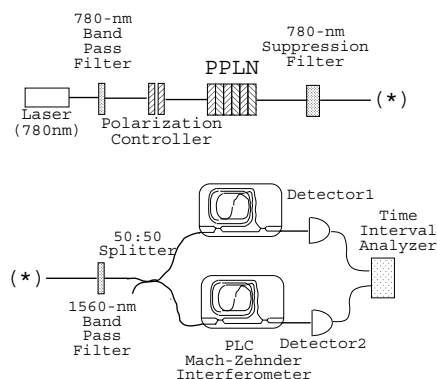 780-nm
Band
Pass
Filter
780-nm
Suppression
Filter
PPLN
(*)
Laser
(780nm)
Polarization
Controller
Detector1
50:50
Splitter
Time
Interval
Analyzer
(*)
1560-nm
Band
Pass
Filter
PLC
Mach-Zehnder
Interferometer
Detector2